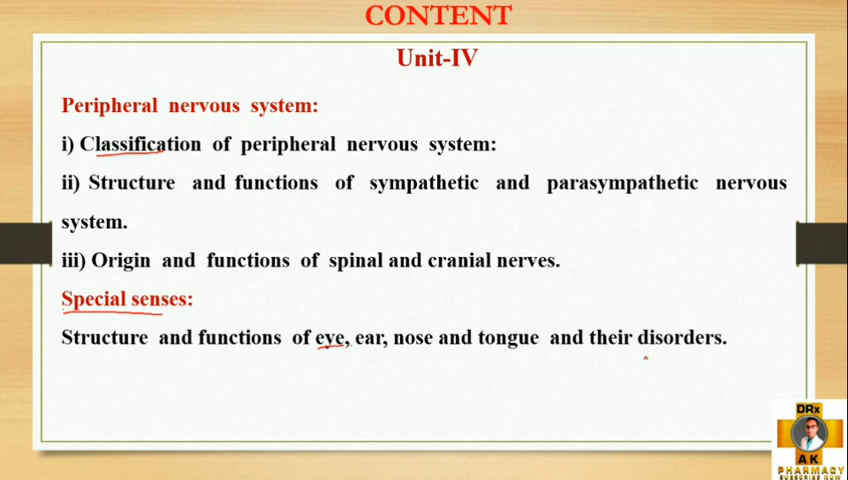 CONTENT
Unit-IV
Peripheral nervous system:
i) Classification of peripheral nervous system:
ii) Structure and functions of sympathetic and parasympathetic nervous
system.
iii) Origin and functions of spinal and cranial nerves.
Special senses:
Structure and functions of eye, ear, nose and tongue and their disorders.
DRx
A K
PHARMACY
SUBSCRIBE NOW